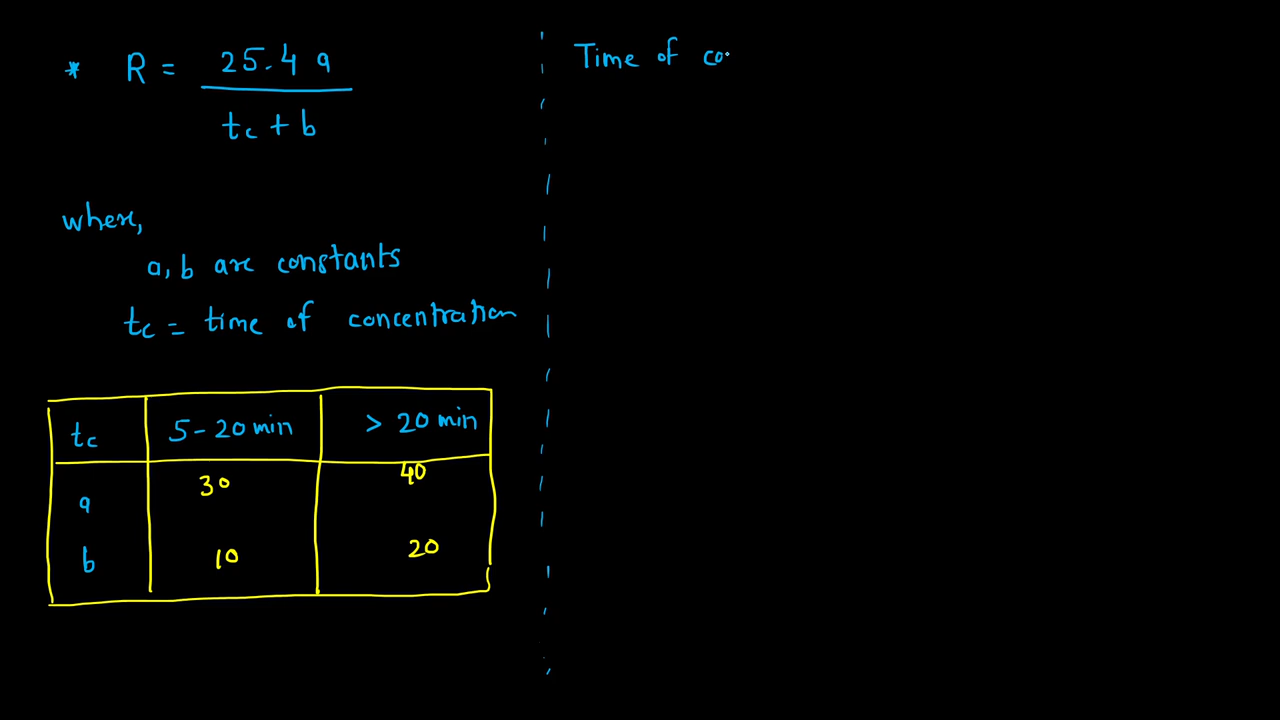 * R = 25.4 a
tc + b
where,
a, b are constants
tc = time of concentration
tc 5-20 min > 20 min
a 30 40
b 10 20
Time of co